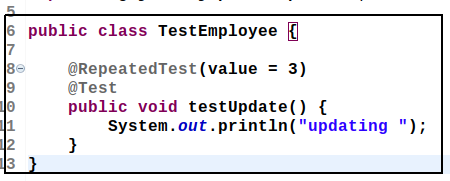 5
6 public class TestEmployee {
7
8 @RepeatedTest(value = 3)
9 @Test
10 public void testUpdate() {
11 System.out.println("updating ");
12 }
13 }